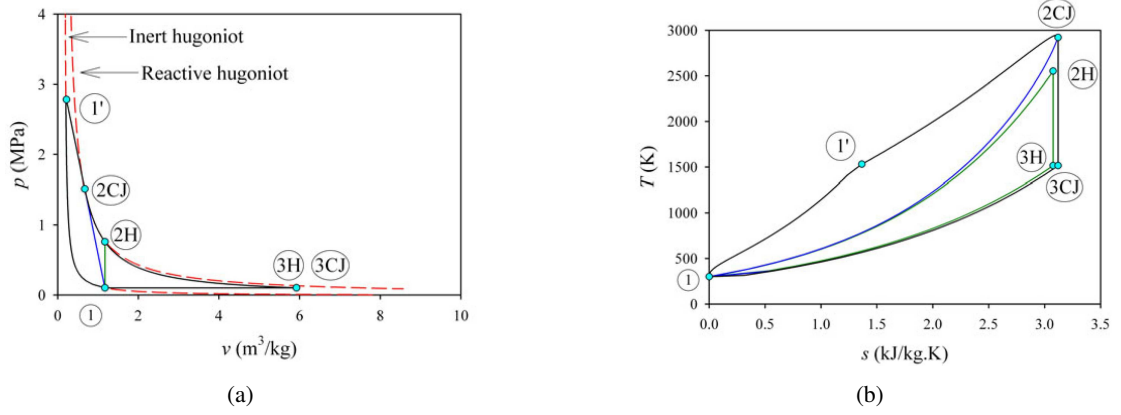 4
3
2
1
0
p (MPa)
Inert hugoniot
Reactive hugoniot
1'
2CJ
2H
3H 3CJ
1
0 2 4 6 8 10
v (m³/kg)
(a)
3000
2500
2000
1500
1000
500
0
T (K)
2CJ
2H
1'
3H
3CJ
1
0.0 0.5 1.0 1.5 2.0 2.5 3.0 3.5
s (kJ/kg.K)
(b)